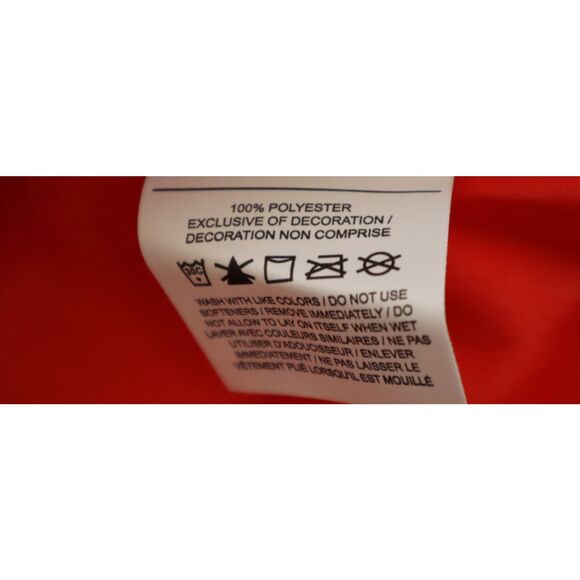 100% POLYESTER
EXCLUSIVE OF DECORATION /
DECORATION NON COMPRISE
30C
WASH WITH LIKE COLORS / DO NOT USE
SOFTENERS / REMOVE IMMEDIATELY / DO
NOT ALLOW TO LAY ON ITSELF WHEN WET
LAVER AVEC COULEURS SIMILAIRES / NE PAS
UTILISER D'ADOUCISSEUR / ENLEVER
IMMÉDIATEMENT / NE PAS LAISSER LE
VÊTEMENT PLIÉ LORSQU'IL EST MOUILLÉ